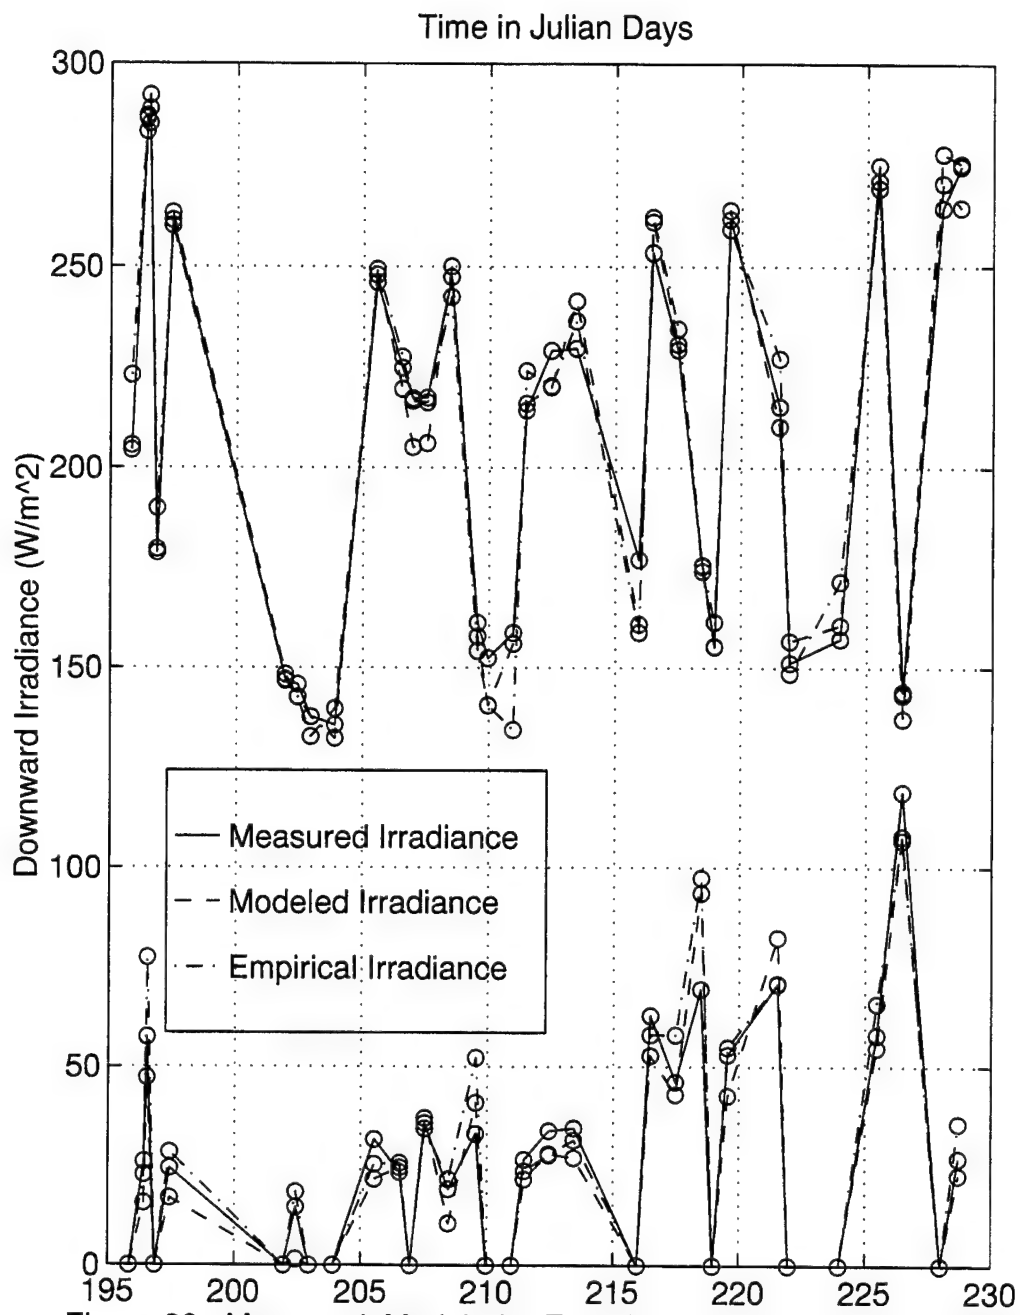 Time in Julian Days
300
250
200
150
100
50
0
Downward Irradiance (W/m^2)
Measured Irradiance
Modeled Irradiance
Empirical Irradiance
195 200 205 210 215 220 225 230